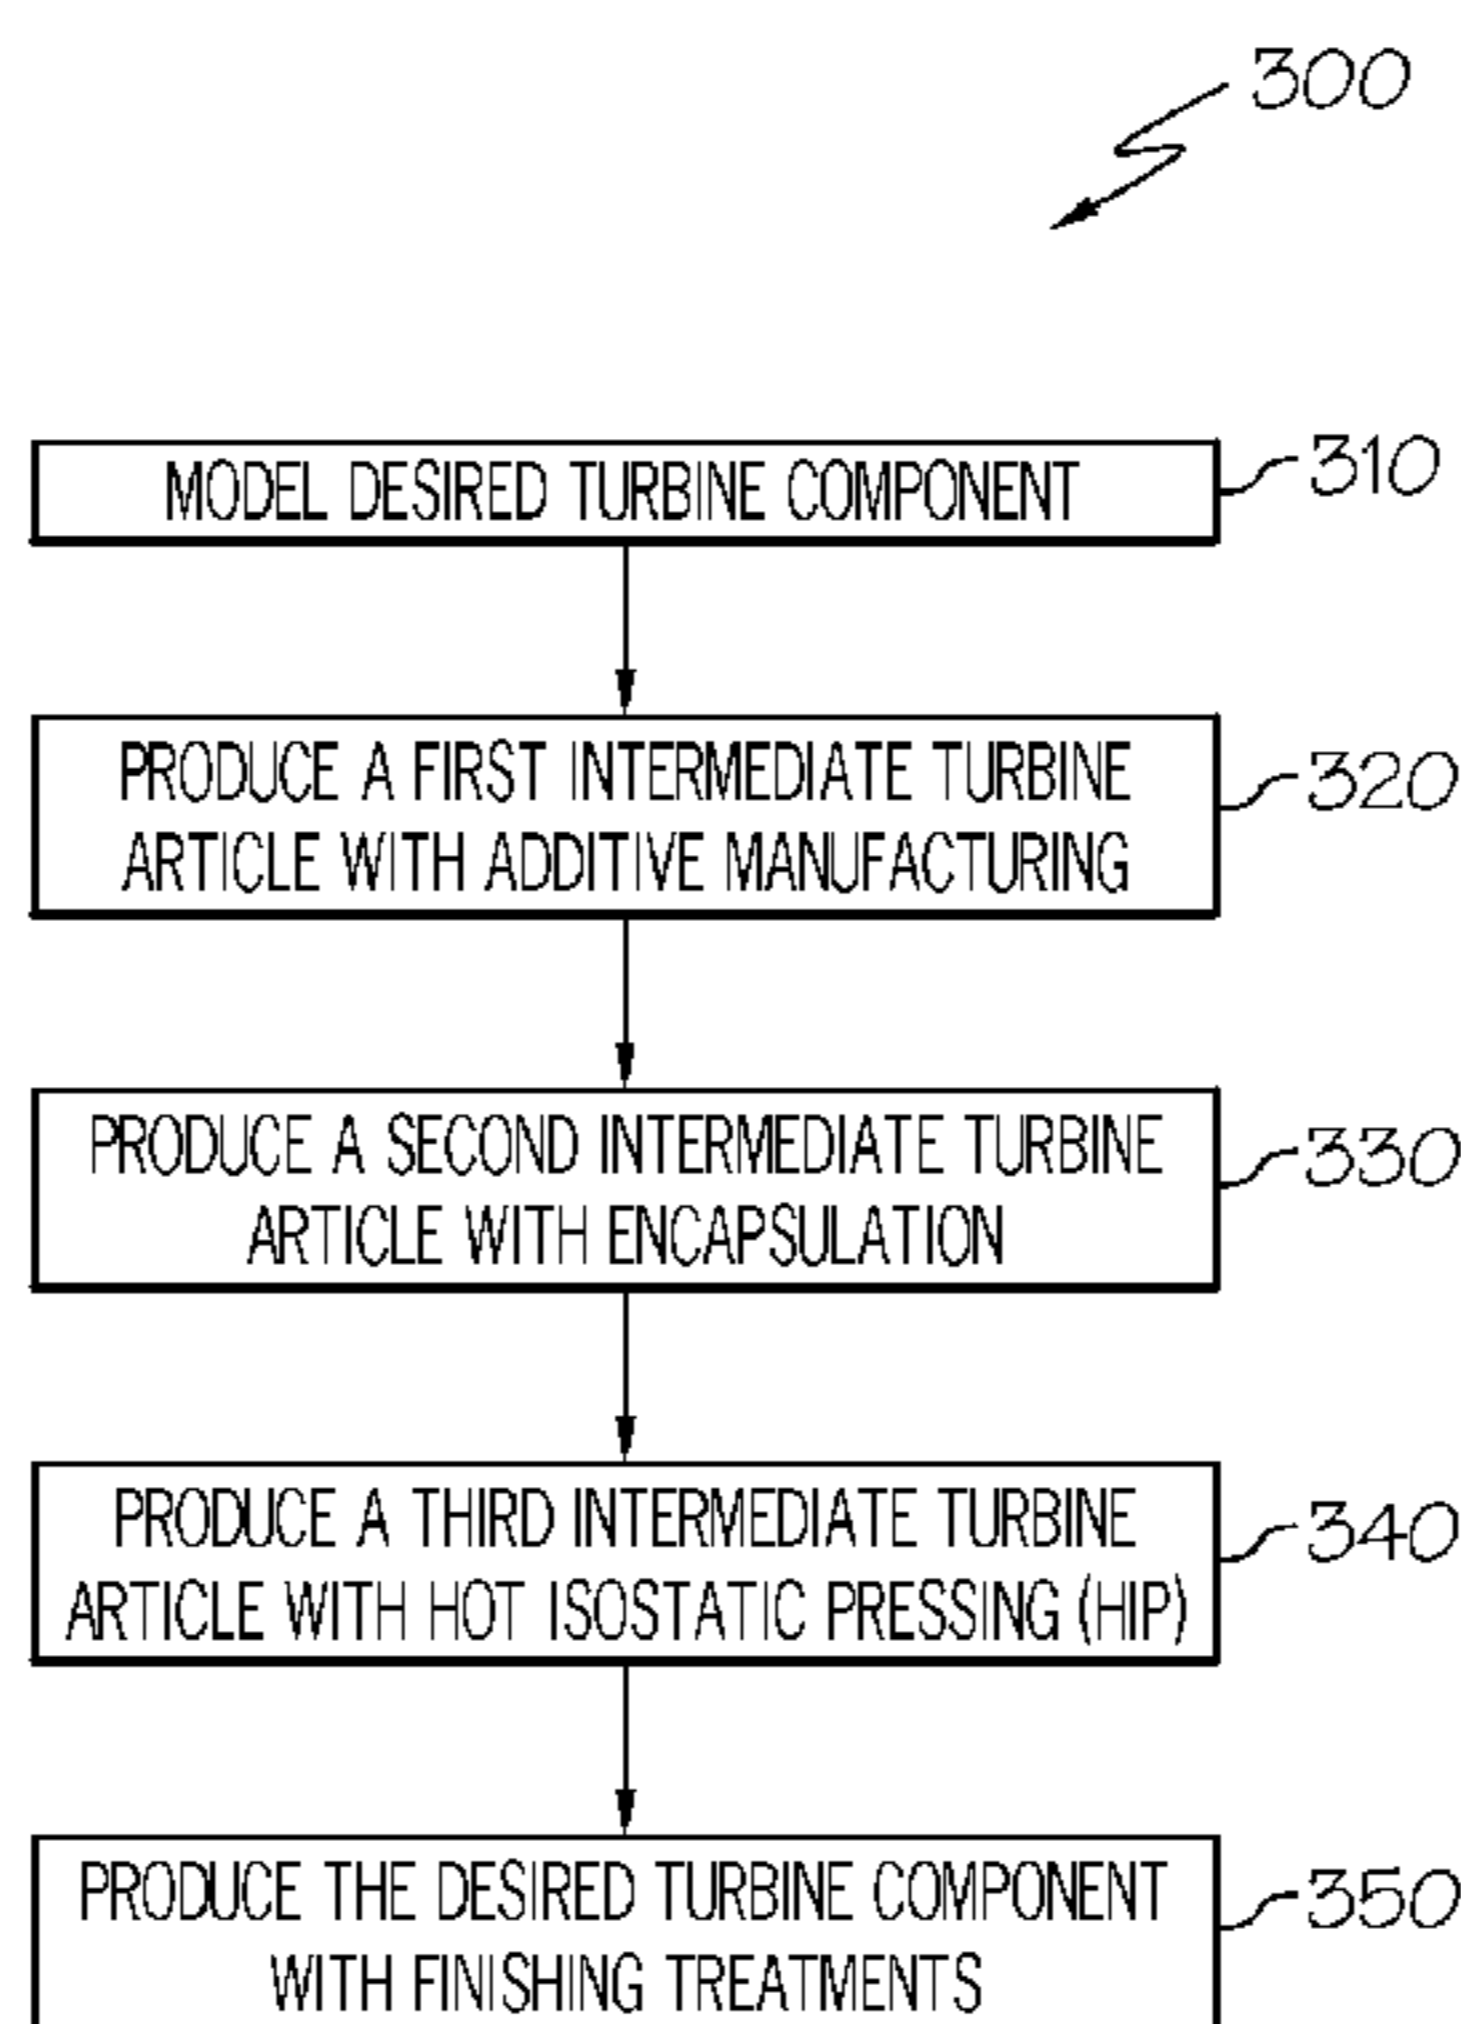 300
MODEL DESIRED TURBINE COMPONENT
310
PRODUCE A FIRST INTERMEDIATE TURBINE
ARTICLE WITH ADDITIVE MANUFACTURING
320
PRODUCE A SECOND INTERMEDIATE TURBINE
ARTICLE WITH ENCAPSULATION
330
PRODUCE A THIRD INTERMEDIATE TURBINE
ARTICLE WITH HOT ISOSTATIC PRESSING (HIP)
340
PRODUCE THE DESIRED TURBINE COMPONENT
WITH FINISHING TREATMENTS
350